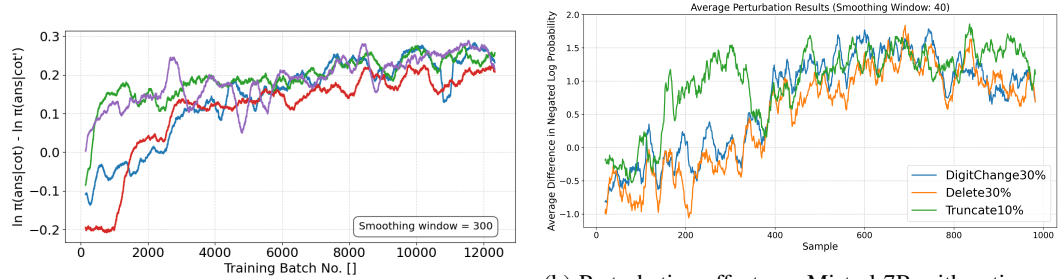 ln π(ans|cot) - ln π(ans|cot')
0.3
0.2
0.1
0.0
−0.1
−0.2
0 2000 4000 6000 8000 10000 12000
Training Batch No. []
Smoothing window = 300
Average Perturbation Results (Smoothing Window: 40)
Average Difference in Negated Log Probability
2.0
1.5
1.0
0.5
0.0
−0.5
−1.0
0 200 400 600 800 1000
Sample
DigitChange30%
Delete30%
Truncate10%